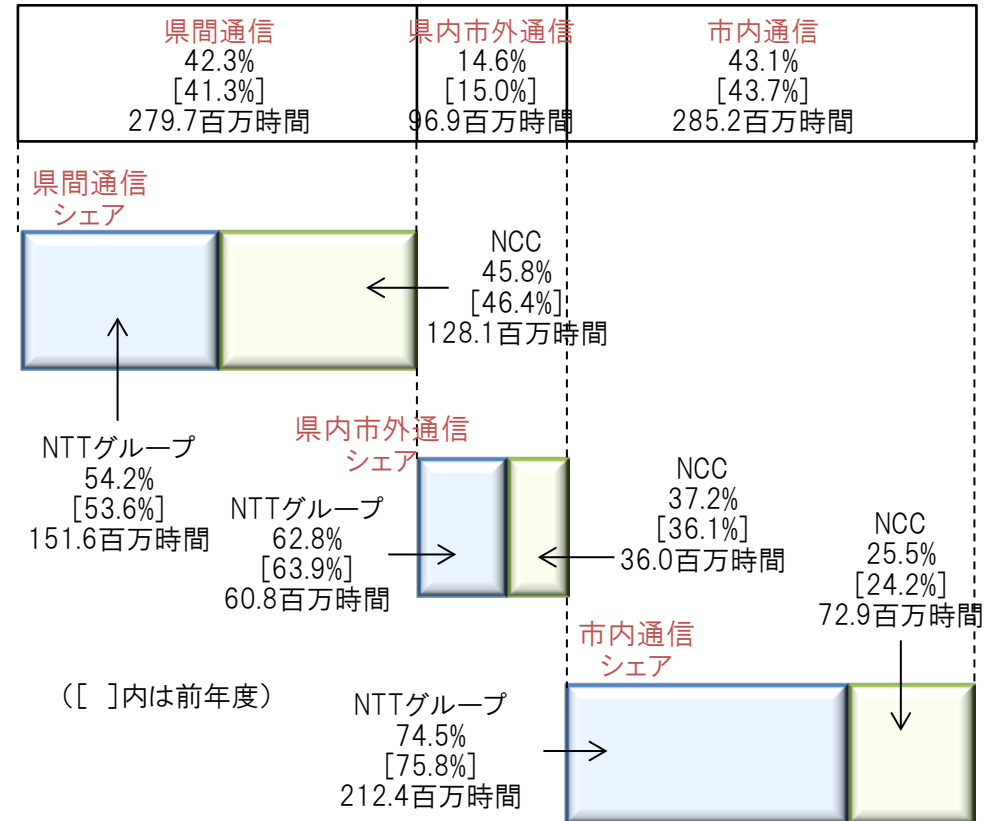 県間通信
42.3%
[41.3%]
279.7百万時間
県内市外通信
14.6%
[15.0%]
96.9百万時間
市内通信
43.1%
[43.7%]
285.2百万時間
県間通信
シェア
NCC
45.8%
[46.4%]
128.1百万時間
NTTグループ
54.2%
[53.6%]
151.6百万時間
県内市外通信
シェア
NTTグループ
62.8%
[63.9%]
60.8百万時間
NCC
37.2%
[36.1%]
36.0百万時間
NCC
25.5%
[24.2%]
72.9百万時間
市内通信
シェア
NTTグループ
74.5%
[75.8%]
212.4百万時間
（[ ]内は前年度）